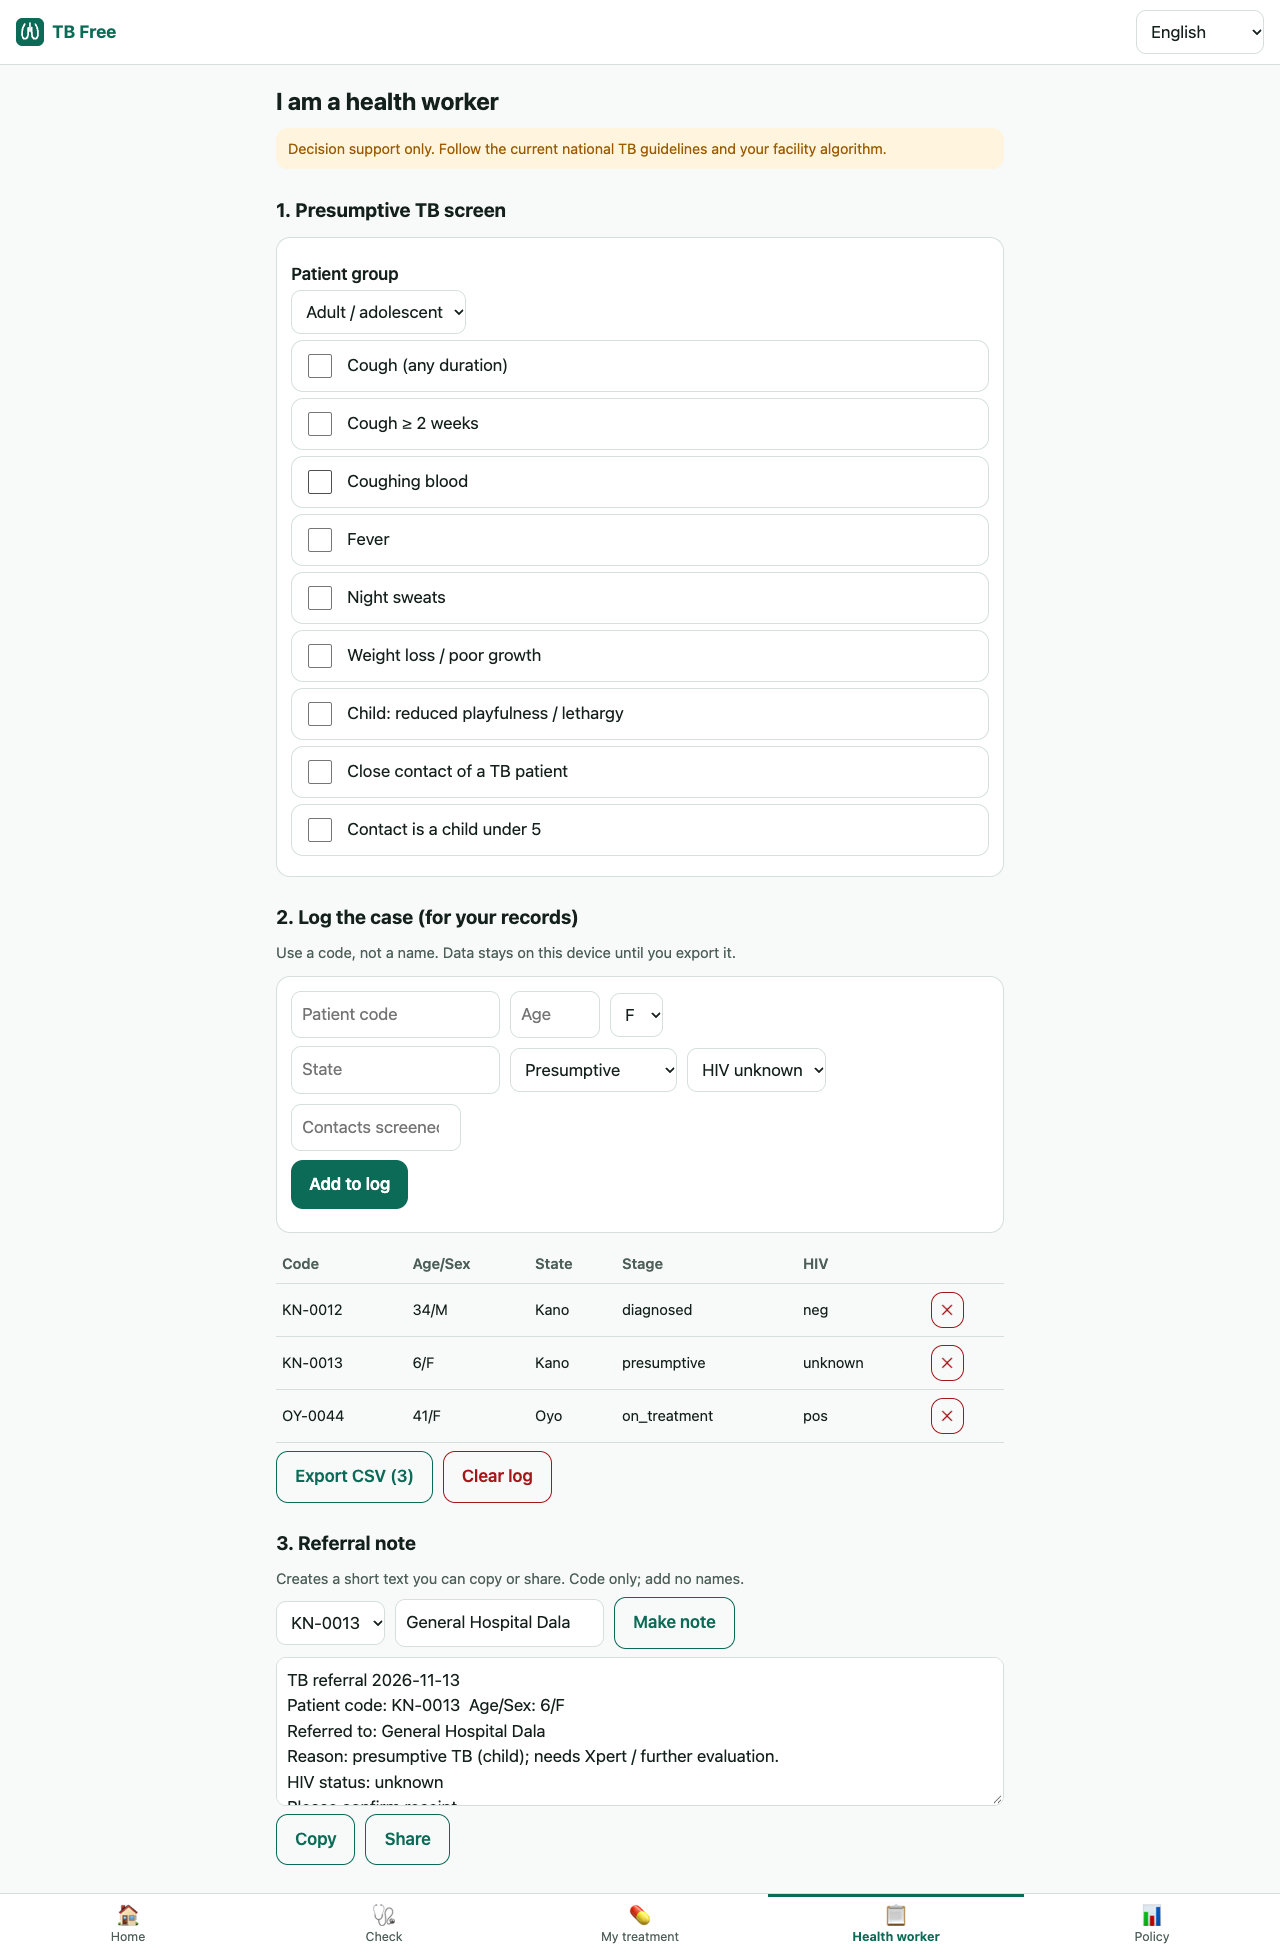 TB Free
English
I am a health worker
Decision support only. Follow the current national TB guidelines and your facility algorithm.
1. Presumptive TB screen
Patient group
Adult / adolescent
Cough (any duration)
Cough ≥ 2 weeks
Coughing blood
Fever
Night sweats
Weight loss / poor growth
Child: reduced playfulness / lethargy
Close contact of a TB patient
Contact is a child under 5
2. Log the case (for your records)
Use a code, not a name. Data stays on this device until you export it.
Patient code Age F
State Presumptive HIV unknown
Contacts screened
Add to log
Code Age/Sex State Stage HIV
KN-0012 34/M Kano diagnosed neg
KN-0013 6/F Kano presumptive unknown
OY-0044 41/F Oyo on_treatment pos
Export CSV (3) Clear log
3. Referral note
Creates a short text you can copy or share. Code only; add no names.
KN-0013 General Hospital Dala Make note
TB referral 2026-11-13
Patient code: KN-0013 Age/Sex: 6/F
Referred to: General Hospital Dala
Reason: presumptive TB (child); needs Xpert / further evaluation.
HIV status: unknown
Please confirm receipt
Copy Share
Home Check My treatment Health worker Policy